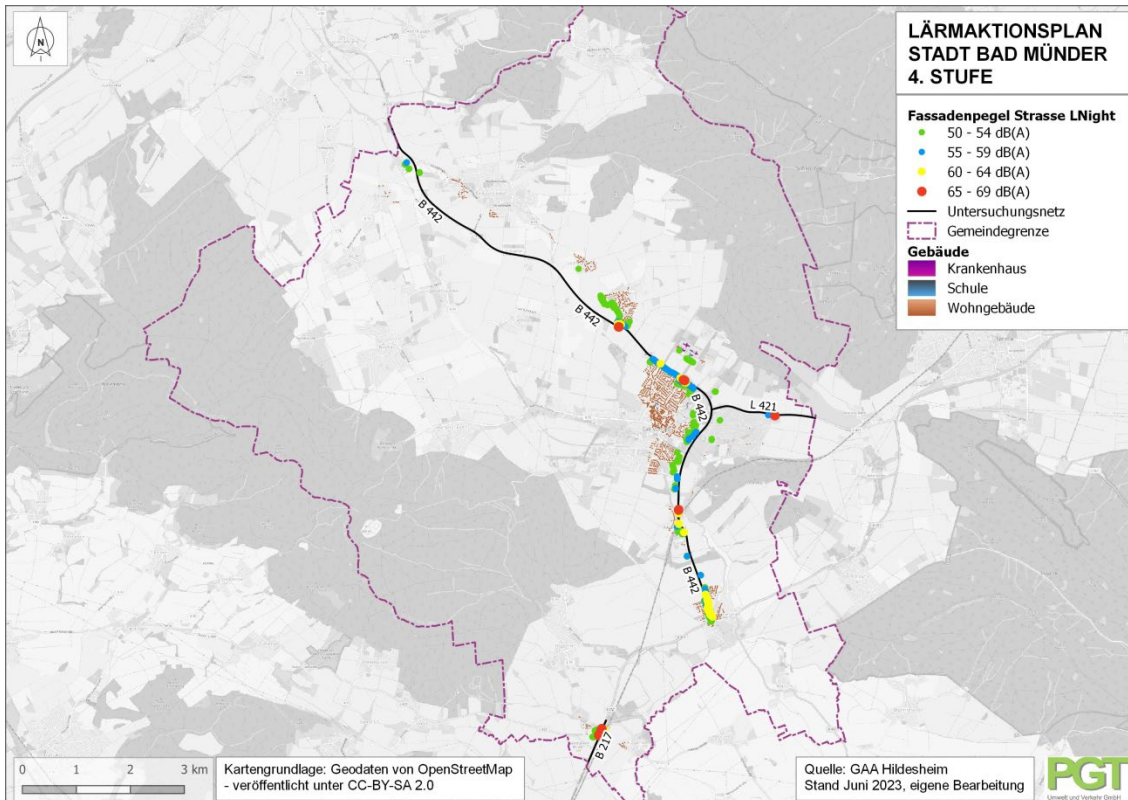 N
LÄRMAKTIONSPLAN
STADT BAD MÜNDER
4. STUFE
Fassadenpegel Strasse LNight
50 - 54 dB(A)
55 - 59 dB(A)
60 - 64 dB(A)
65 - 69 dB(A)
Untersuchungsnetz
Gemeindegrenze
Gebäude
Krankenhaus
Schule
Wohngebäude
B 442
B 442
B 442
L 421
B 442
B 217
0 1 2 3 km
Kartengrundlage: Geodaten von OpenStreetMap
- veröffentlicht unter CC-BY-SA 2.0
Quelle: GAA Hildesheim
Stand Juni 2023, eigene Bearbeitung
PGT
Umwelt und Verkehr GmbH